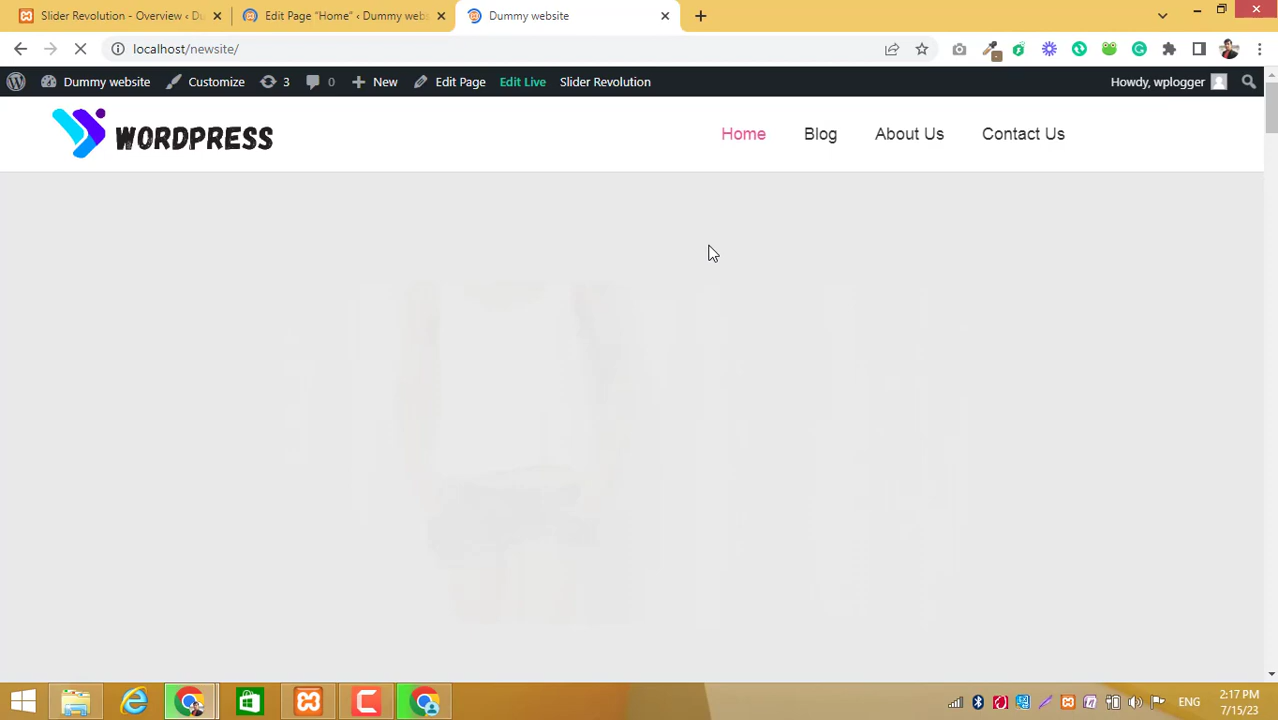 Slider Revolution - Overview ‹ Du
Edit Page "Home" ‹ Dummy webs
Dummy website
localhost/newsite/
Dummy website
Customize
3
0
New
Edit Page
Edit Live
Slider Revolution
Howdy, wplogger
WORDPRESS
Home
Blog
About Us
Contact Us
ENG
2:17 PM
7/15/23